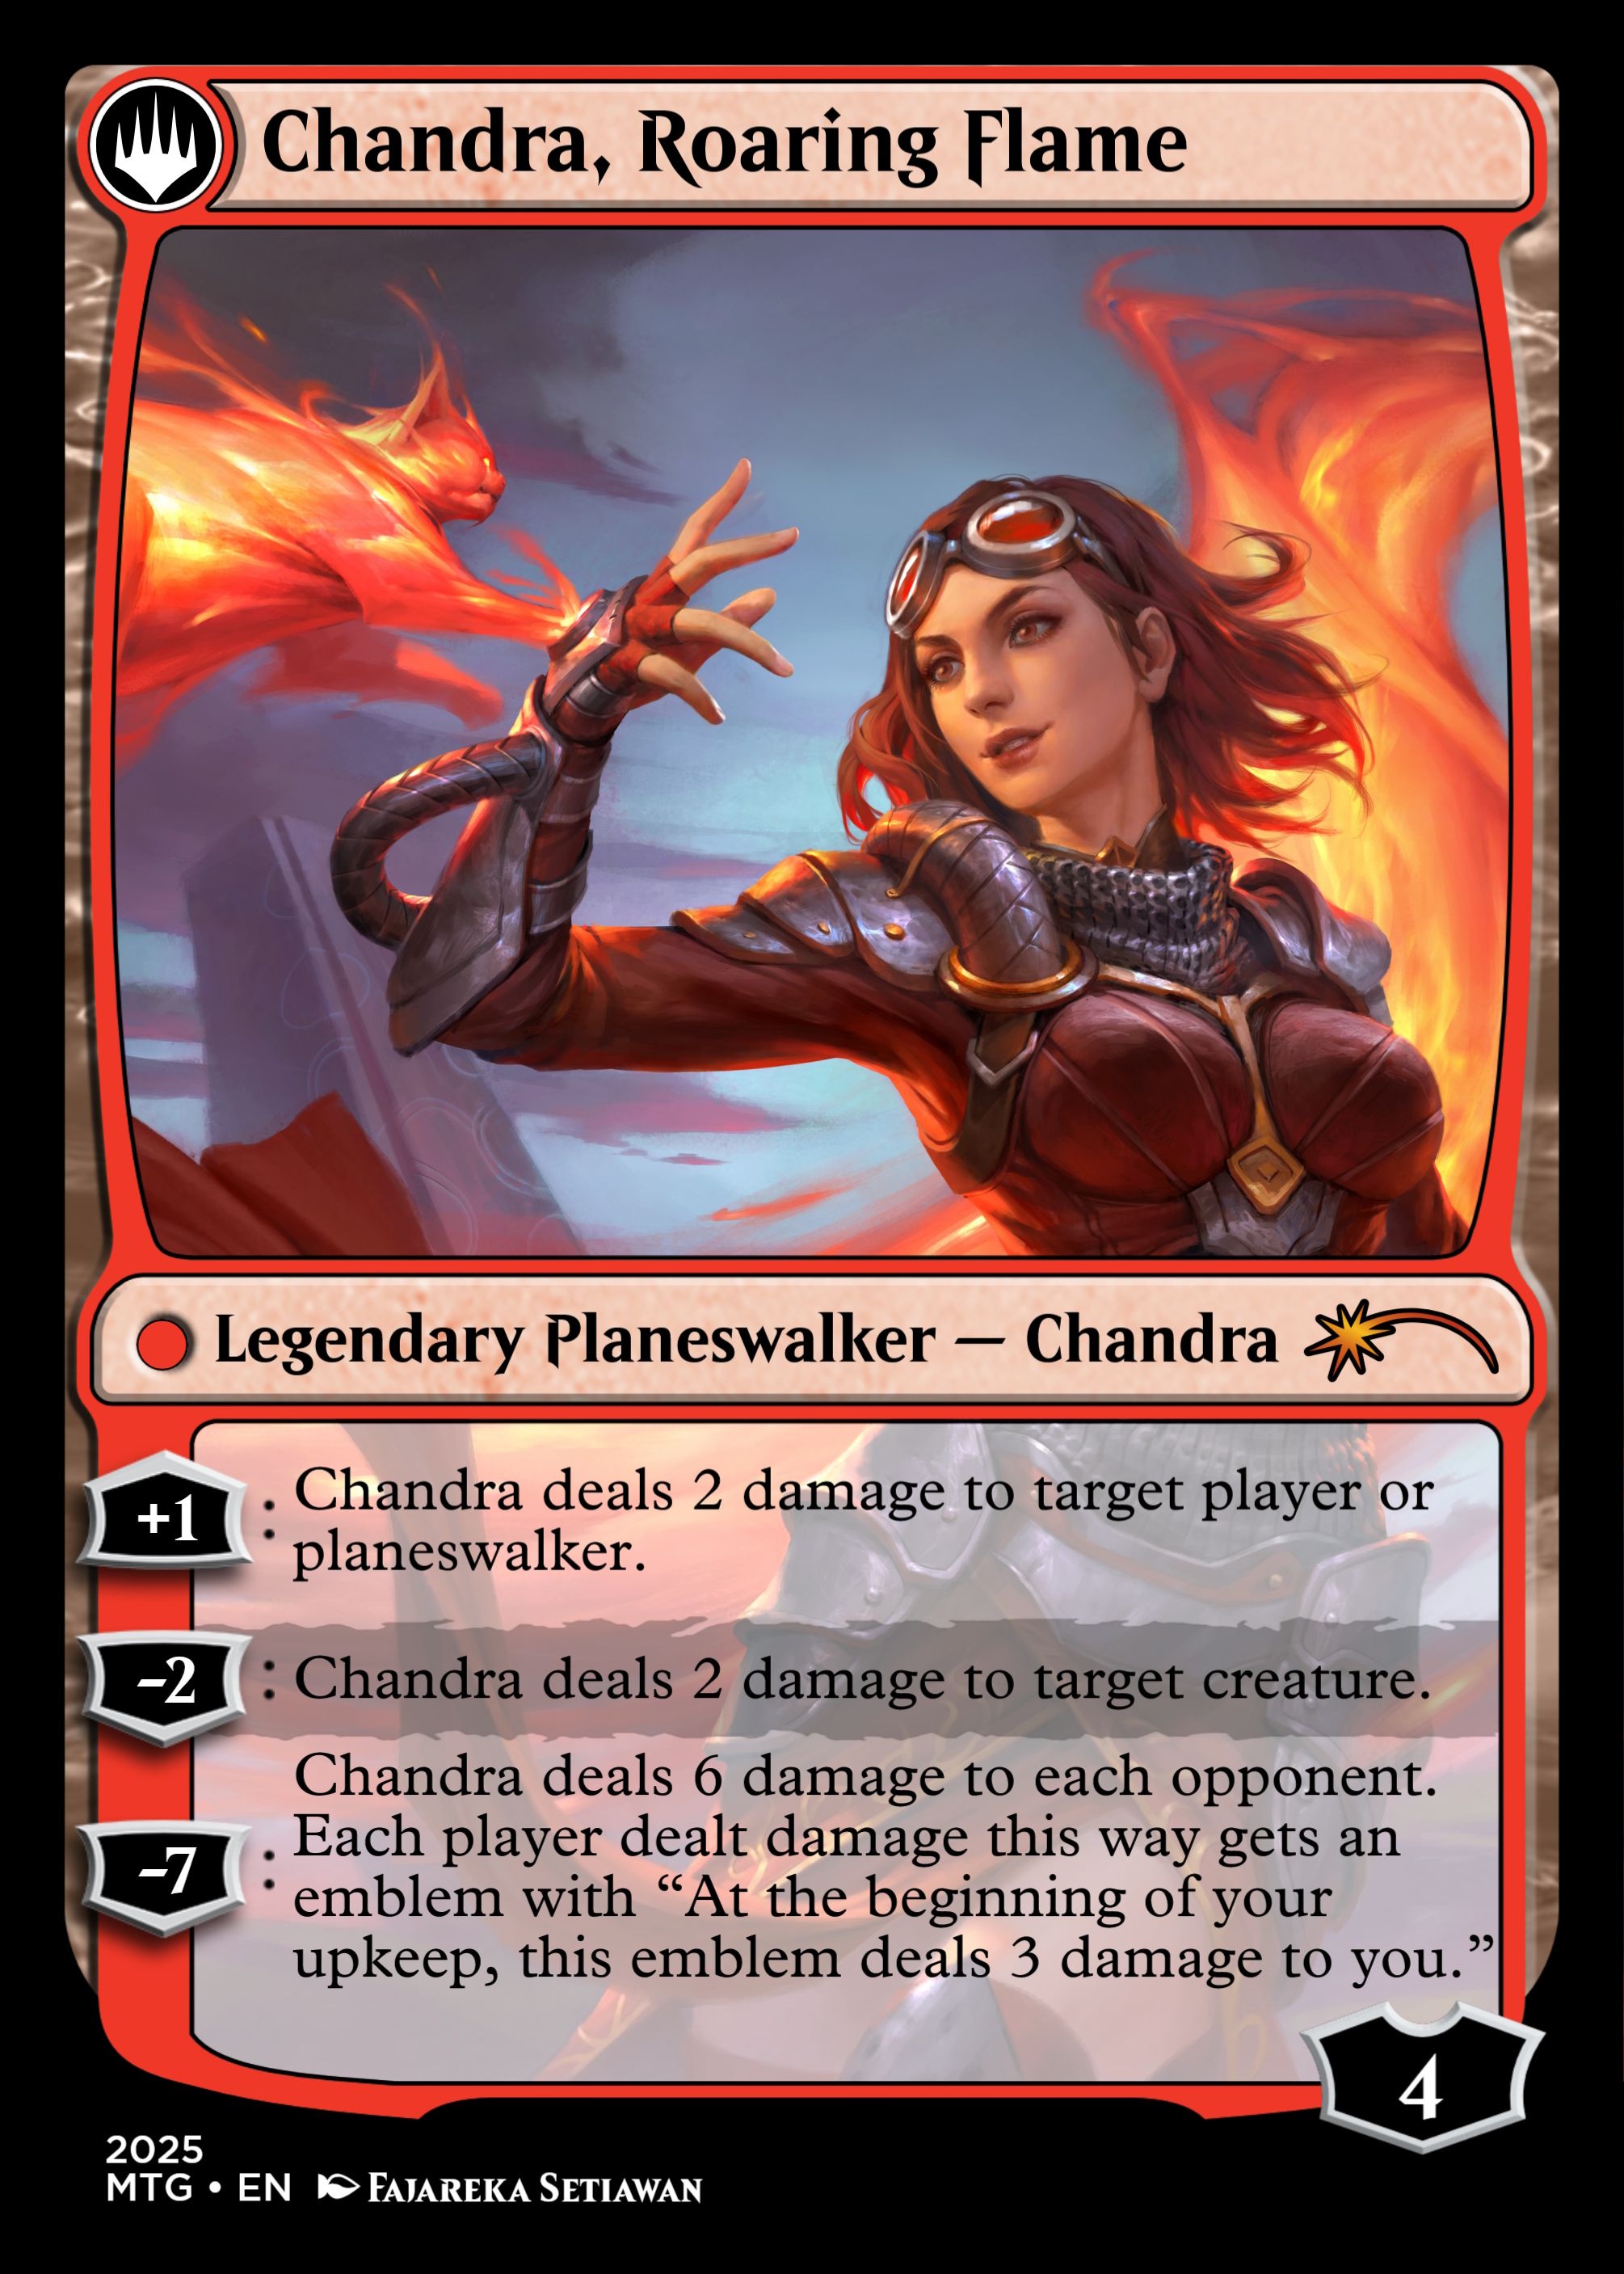 Chandra, Roaring Flame
Legendary Planeswalker — Chandra
+1 : Chandra deals 2 damage to target player or
planeswalker.
−2 : Chandra deals 2 damage to target creature.
Chandra deals 6 damage to each opponent.
−7 : Each player dealt damage this way gets an
emblem with “At the beginning of your
upkeep, this emblem deals 3 damage to you.”
4
2025
MTG • EN Fajareka Setiawan